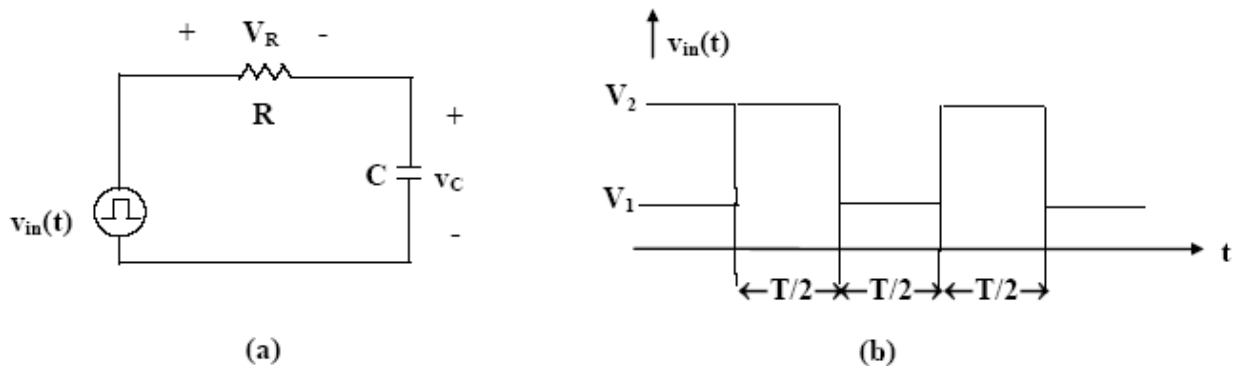 + V_R -
R
+
C v_C
-
v_in(t)
(a)
v_in(t)
V_2
V_1
t
←T/2→←T/2→←T/2→
(b)